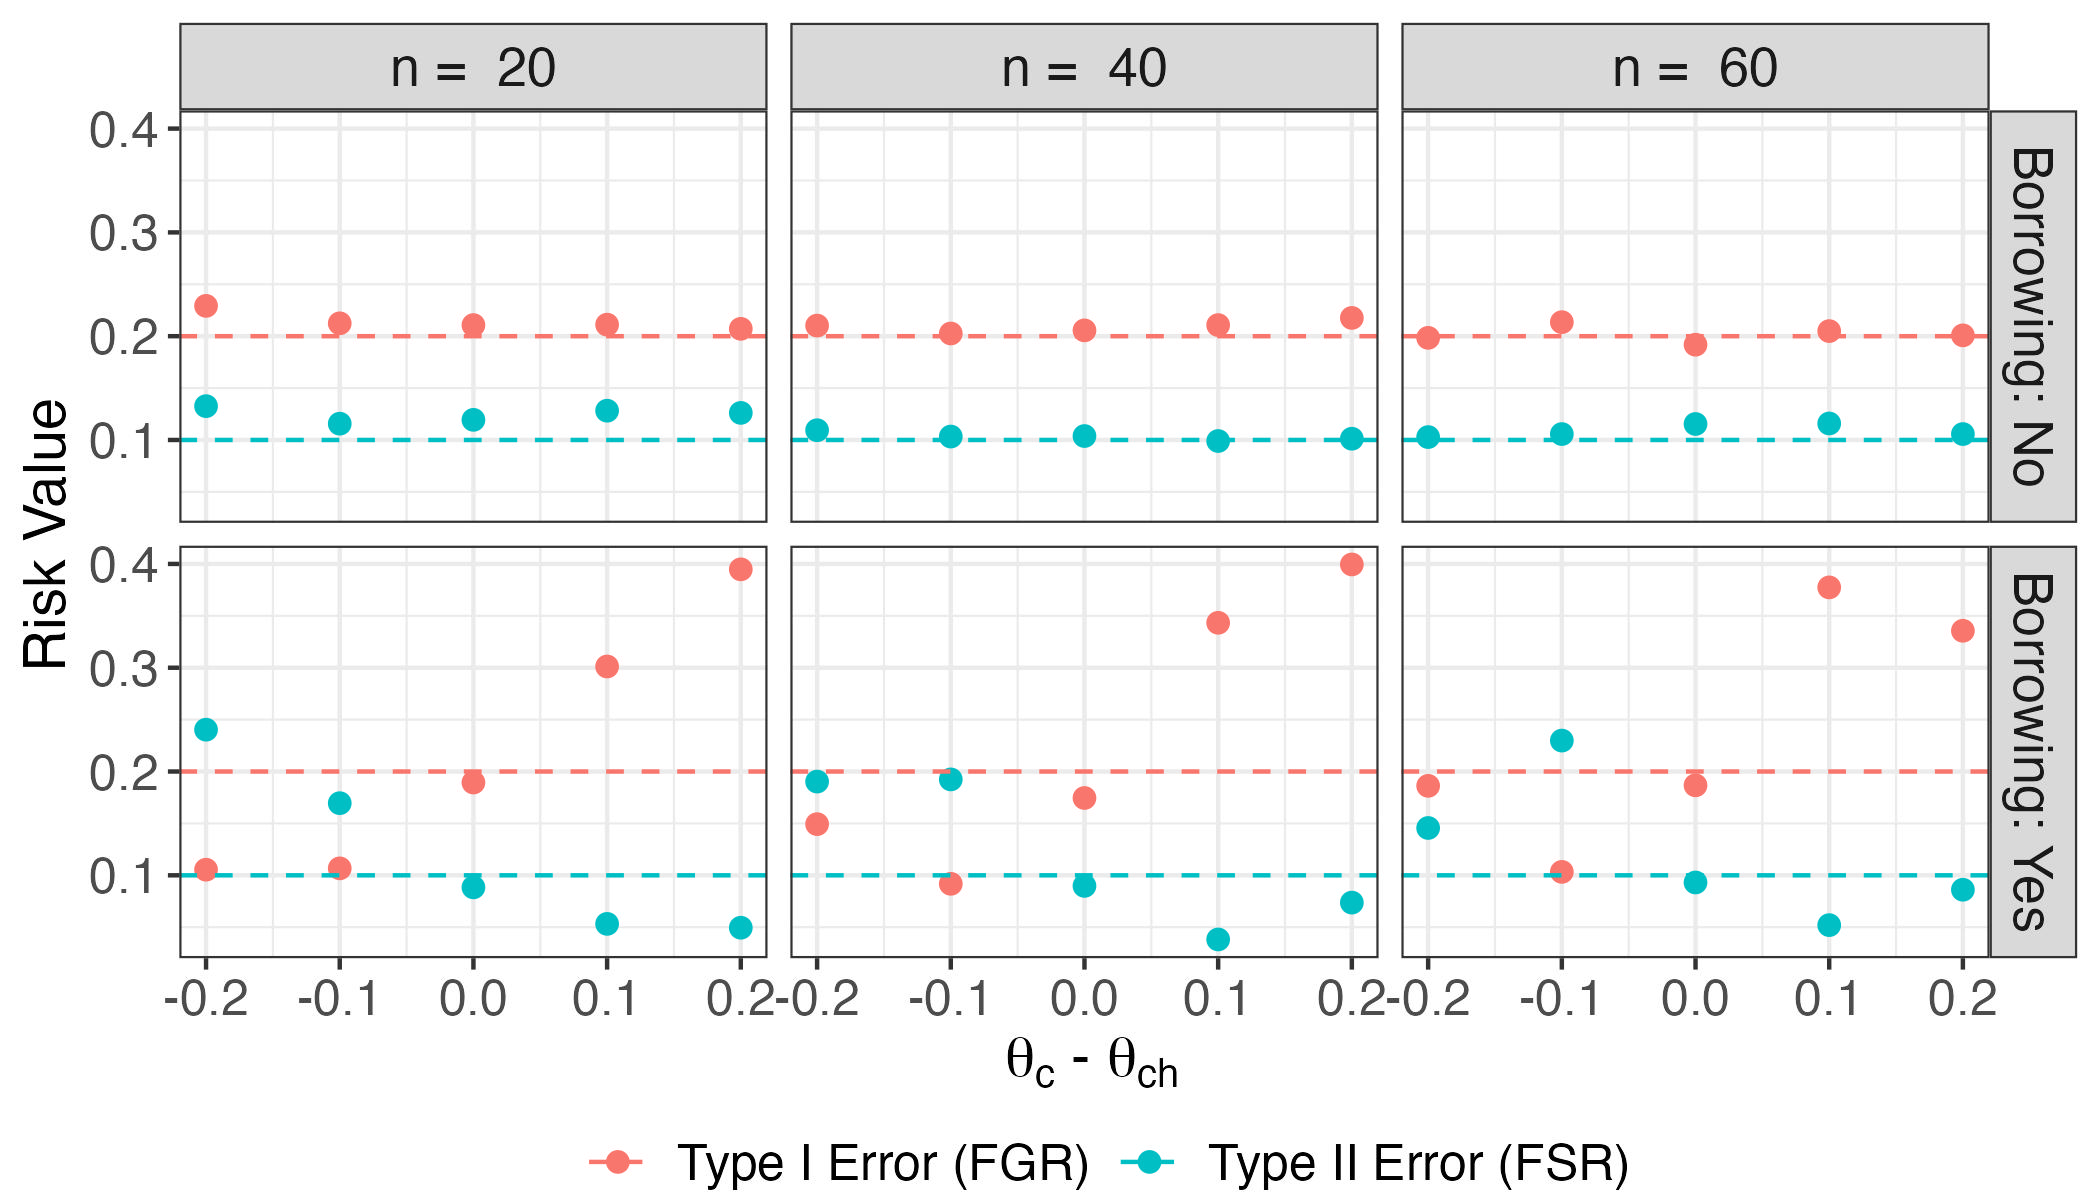 n = 20
n = 40
n = 60
Borrowing: No
Borrowing: Yes
Risk Value
0.4
0.3
0.2
0.1
0.4
0.3
0.2
0.1
-0.2 -0.1 0.0 0.1 0.2
-0.2 -0.1 0.0 0.1 0.2
-0.2 -0.1 0.0 0.1 0.2
θc - θch
Type I Error (FGR)
Type II Error (FSR)